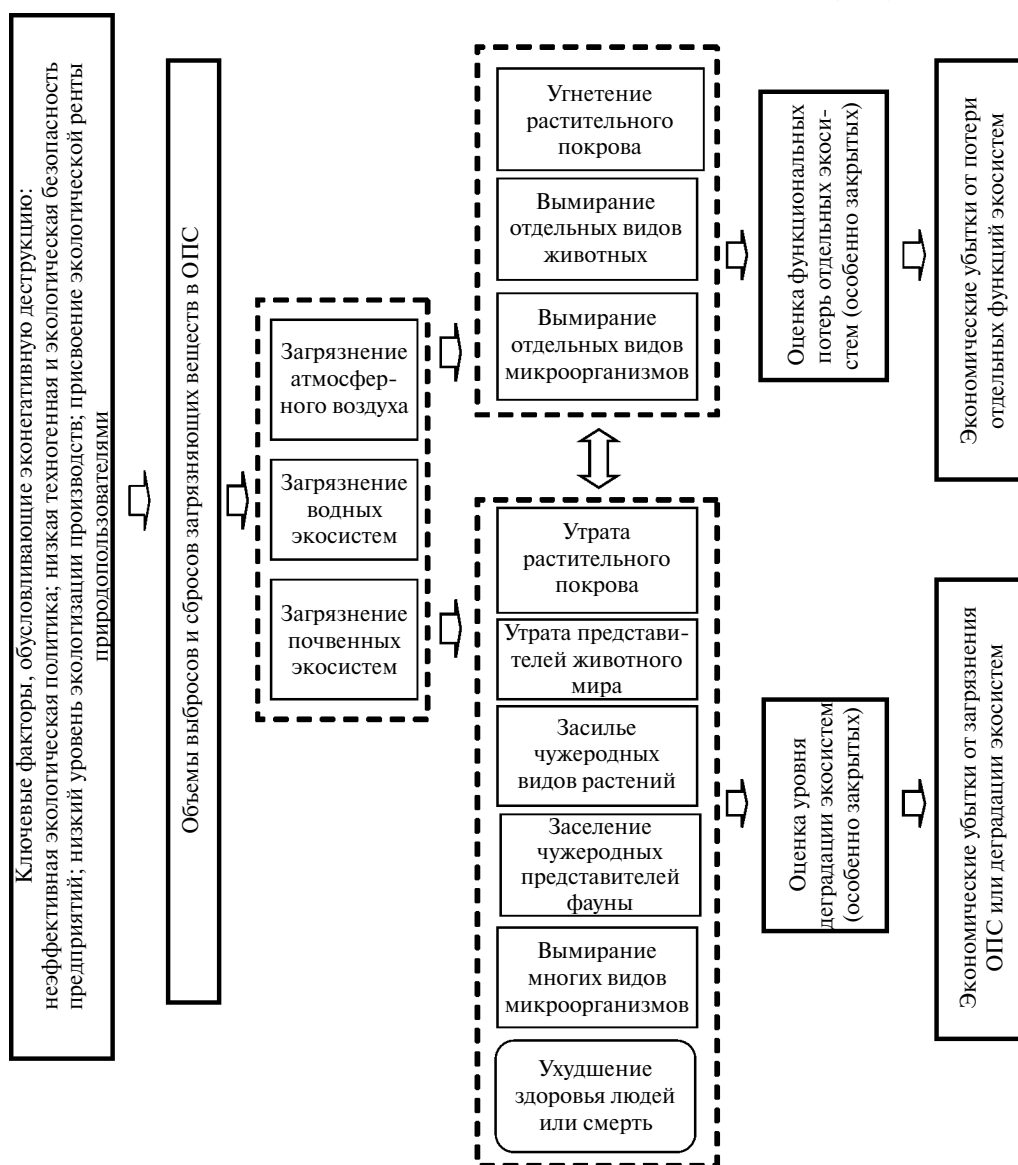 Ключевые факторы, обусловливающие эконегативную деструкцию:
неэффективная экологическая политика; низкая техногенная и экологическая безопасность
предприятий; низкий уровень экологизации производств; присвоение экологической ренты
природопользователями
Объемы выбросов и сбросов загрязняющих веществ в ОПС
Загрязнение
атмосфер-
ного воздуха
Загрязнение
водных
экосистем
Загрязнение
почвенных
экосистем
Угнетение
растительного
покрова
Вымирание
отдельных видов
животных
Вымирание
отдельных видов
микроорганизмов
Утрата
растительного
покрова
Утрата представи-
телей животного
мира
Засилье
чужеродных
видов растений
Заселение
чужеродных
представителей
фауны
Вымирание
многих видов
микроорганизмов
Ухудшение
здоровья людей
или смерть
Оценка функциональных
потерь отдельных экоси-
стем (особенно закрытых)
Оценка уровня
деградации экосистем
(особенно закрытых)
Экономические убытки от потери
отдельных функций экосистем
Экономические убытки от загрязнения
ОПС или деградации экосистем